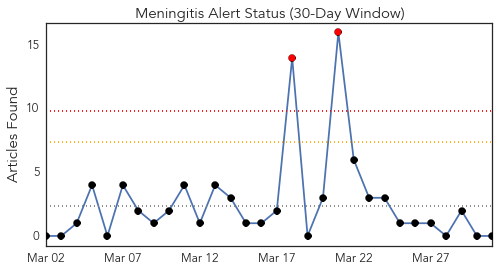 Meningitis Alert Status (30-Day Window)
Articles Found
15
10
5
0
Mar 02
Mar 07
Mar 12
Mar 17
Mar 22
Mar 27